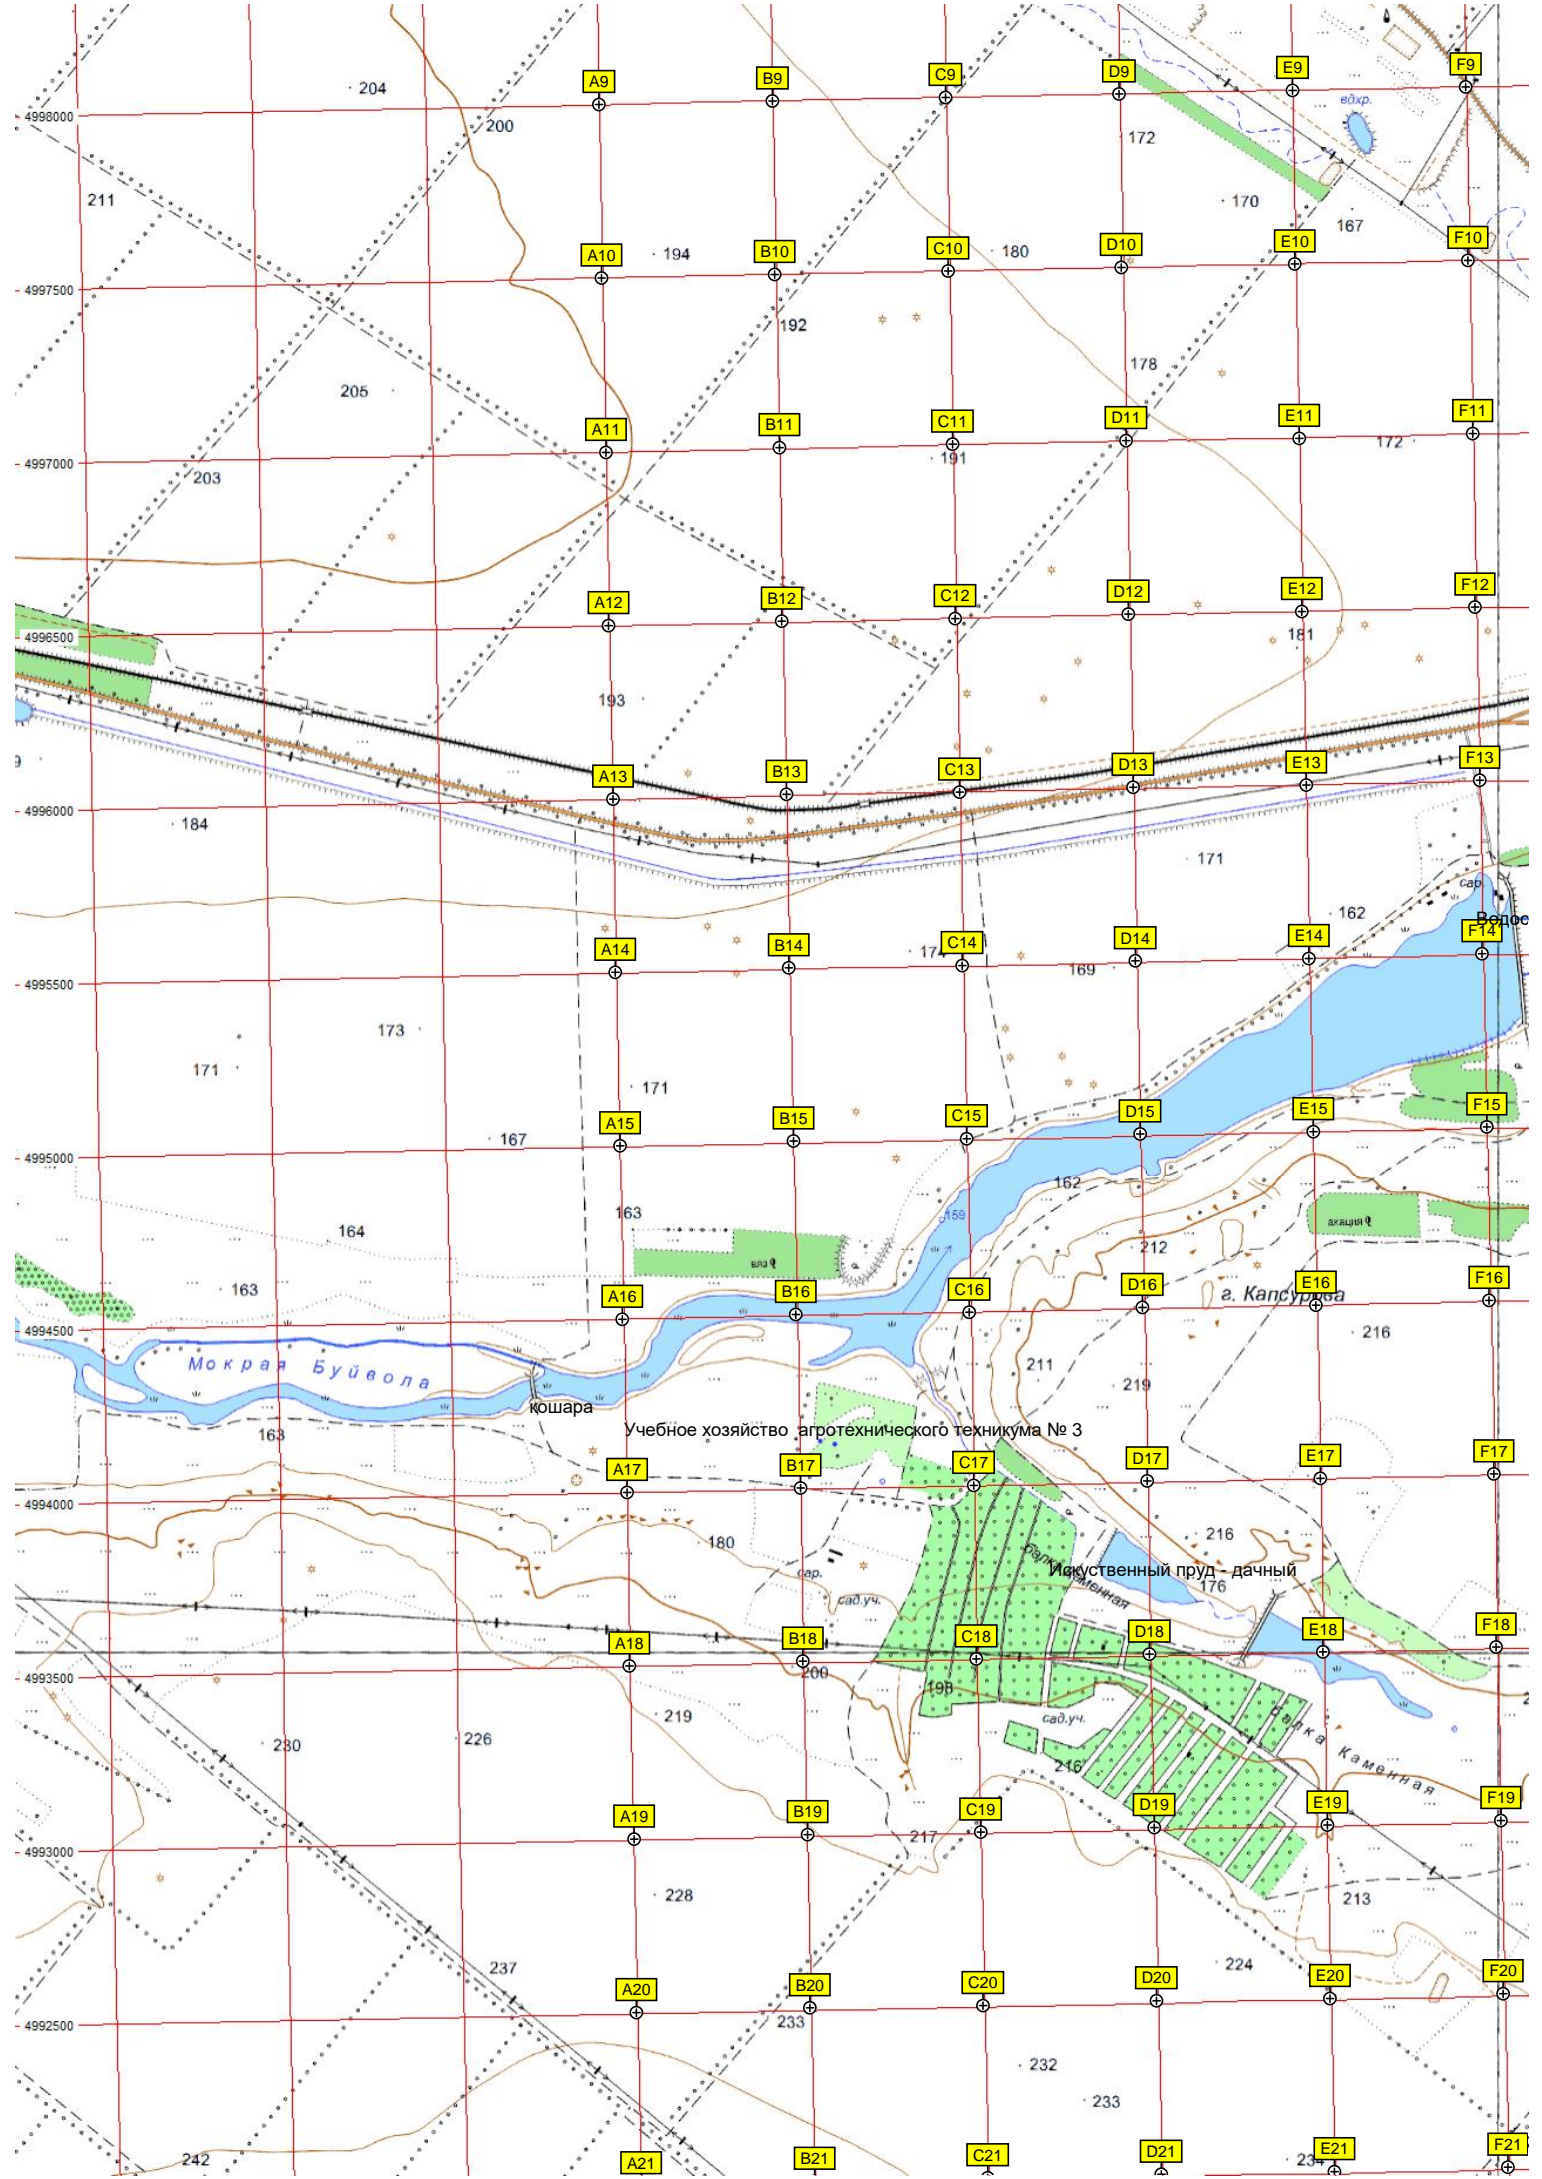 A9 B9 C9 D9 E9 F9
204
вдхр.
4998000
200
172
211
170
167
A10 B10 C10 D10 E10 F10
194
180
4997500
192
178
205
A11 B11 C11 D11 E11 F11
172
191
4997000
203
A12 B12 C12 D12 E12 F12
4996500
181
193
A13 B13 C13 D13 E13 F13
9
4996000
184
171
сар.
162
Водос
A14 B14 C14 D14 E14 F14
174
169
4995500
173
171
171
A15 B15 C15 D15 E15 F15
167
4995000
162
163
159
акация
164
212
вяз
163
A16 B16 C16 D16 E16 F16
г. Капсурова
4994500
216
Мокрая Буйвола
211
219
кошара
163
Учебное хозяйство агротехнического техникума № 3
A17 B17 C17 D17 E17 F17
4994000
216
180
балка Каменная
Искуственный пруд - дачный
сар.
176
сад.уч.
A18 B18 C18 D18 E18 F18
4993500
200
198
219
сад.уч.
балка Каменная
230
226
216
A19 B19 C19 D19 E19 F19
217
4993000
228
213
237
224
A20 B20 C20 D20 E20 F20
233
4992500
232
233
242
A21 B21 C21 D21 E21 F21
234